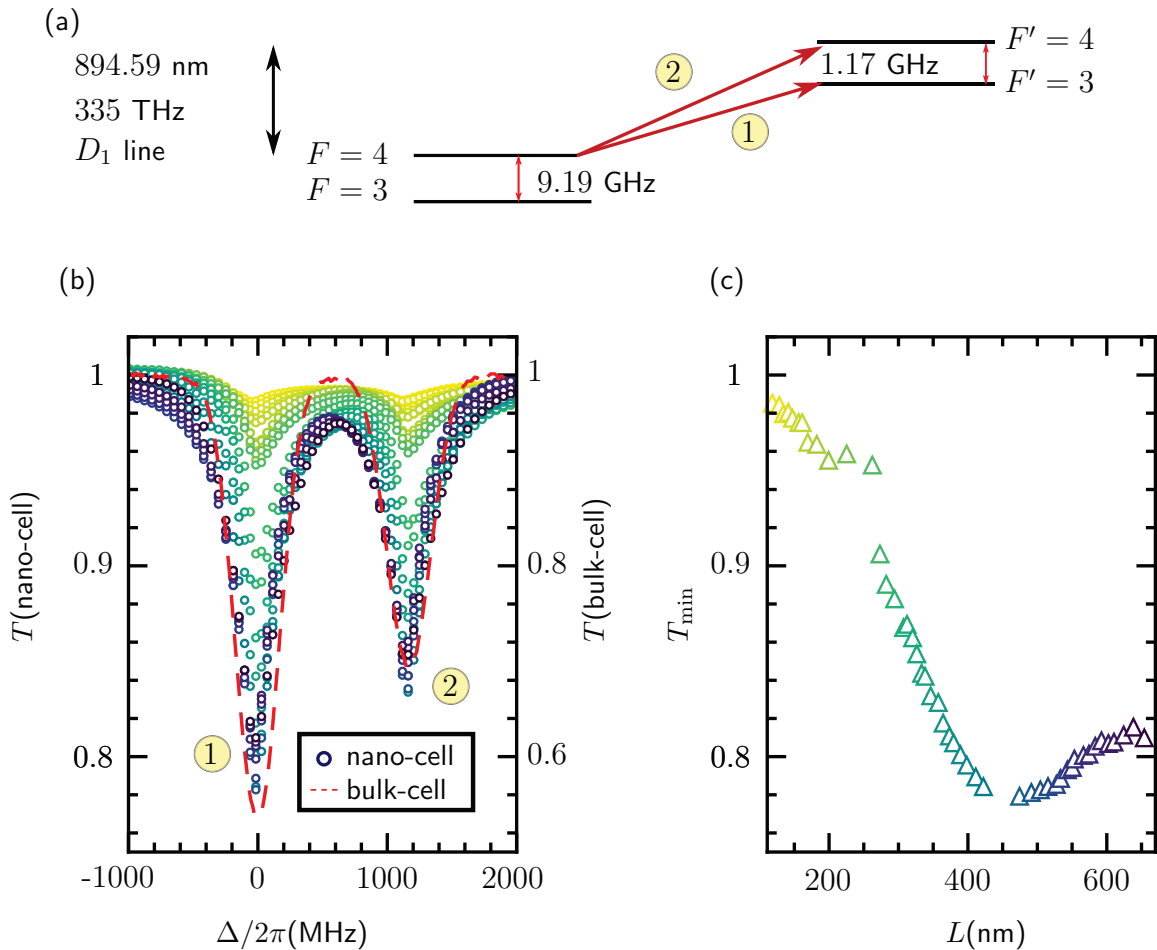 (a)
894.59 nm
335 THz
D₁ line
F = 4
F = 3
9.19 GHz
2
1
1.17 GHz
F′ = 4
F′ = 3
(b)
T(nano-cell)
1
0.9
0.8
-1000
0
1000
2000
Δ/2π(MHz)
1
0.8
0.6
T(bulk-cell)
1
2
nano-cell
bulk-cell
(c)
T_min
1
0.9
0.8
200
400
600
L(nm)